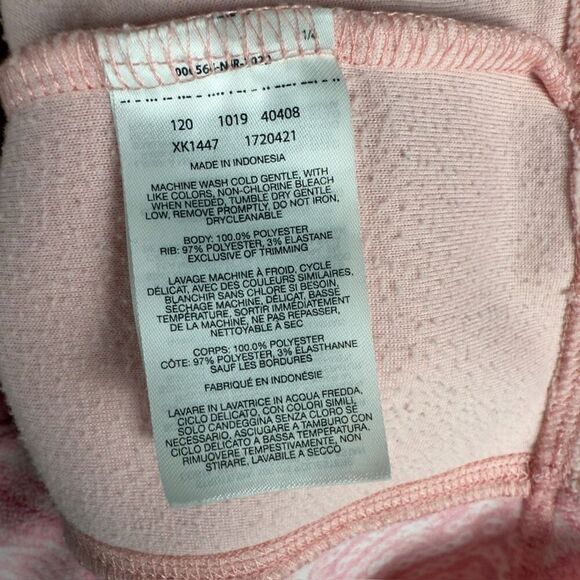 1/4
120 1019 40408
XK1447 1720421
MADE IN INDONESIA
MACHINE WASH COLD GENTLE, WITH
LIKE COLORS, NON-CHLORINE BLEACH
WHEN NEEDED, TUMBLE DRY GENTLE
LOW, REMOVE PROMPTLY, DO NOT IRON,
DRYCLEANABLE
BODY: 100.0% POLYESTER
RIB: 97% POLYESTER, 3% ELASTANE
EXCLUSIVE OF TRIMMING
LAVAGE MACHINE À FROID, CYCLE
DÉLICAT, AVEC DES COULEURS SIMILAIRES,
BLANCHIR SANS CHLORE SI BESOIN,
SÉCHAGE MACHINE, DÉLICAT, BASSE
TEMPÉRATURE, SORTIR IMMÉDIATEMENT
DE LA MACHINE, NE PAS REPASSER,
NETTOYABLE A SEC
CORPS: 100.0% POLYESTER
CÔTE: 97% POLYESTER, 3% ÉLASTHANNE
SAUF LES BORDURES
FABRIQUÉ EN INDONÉSIE
LAVARE IN LAVATRICE IN ACQUA FREDDA,
CICLO DELICATO, CON COLORI SIMILI,
SOLO CANDEGGINA SENZA CLORO SE
NECESSARIO, ASCIUGARE A TAMBURO CON
CICLO DELICATO A BASSA TEMPERATURA,
RIMUOVERE TEMPESTIVAMENTE, NON
STIRARE, LAVABILE A SECCO